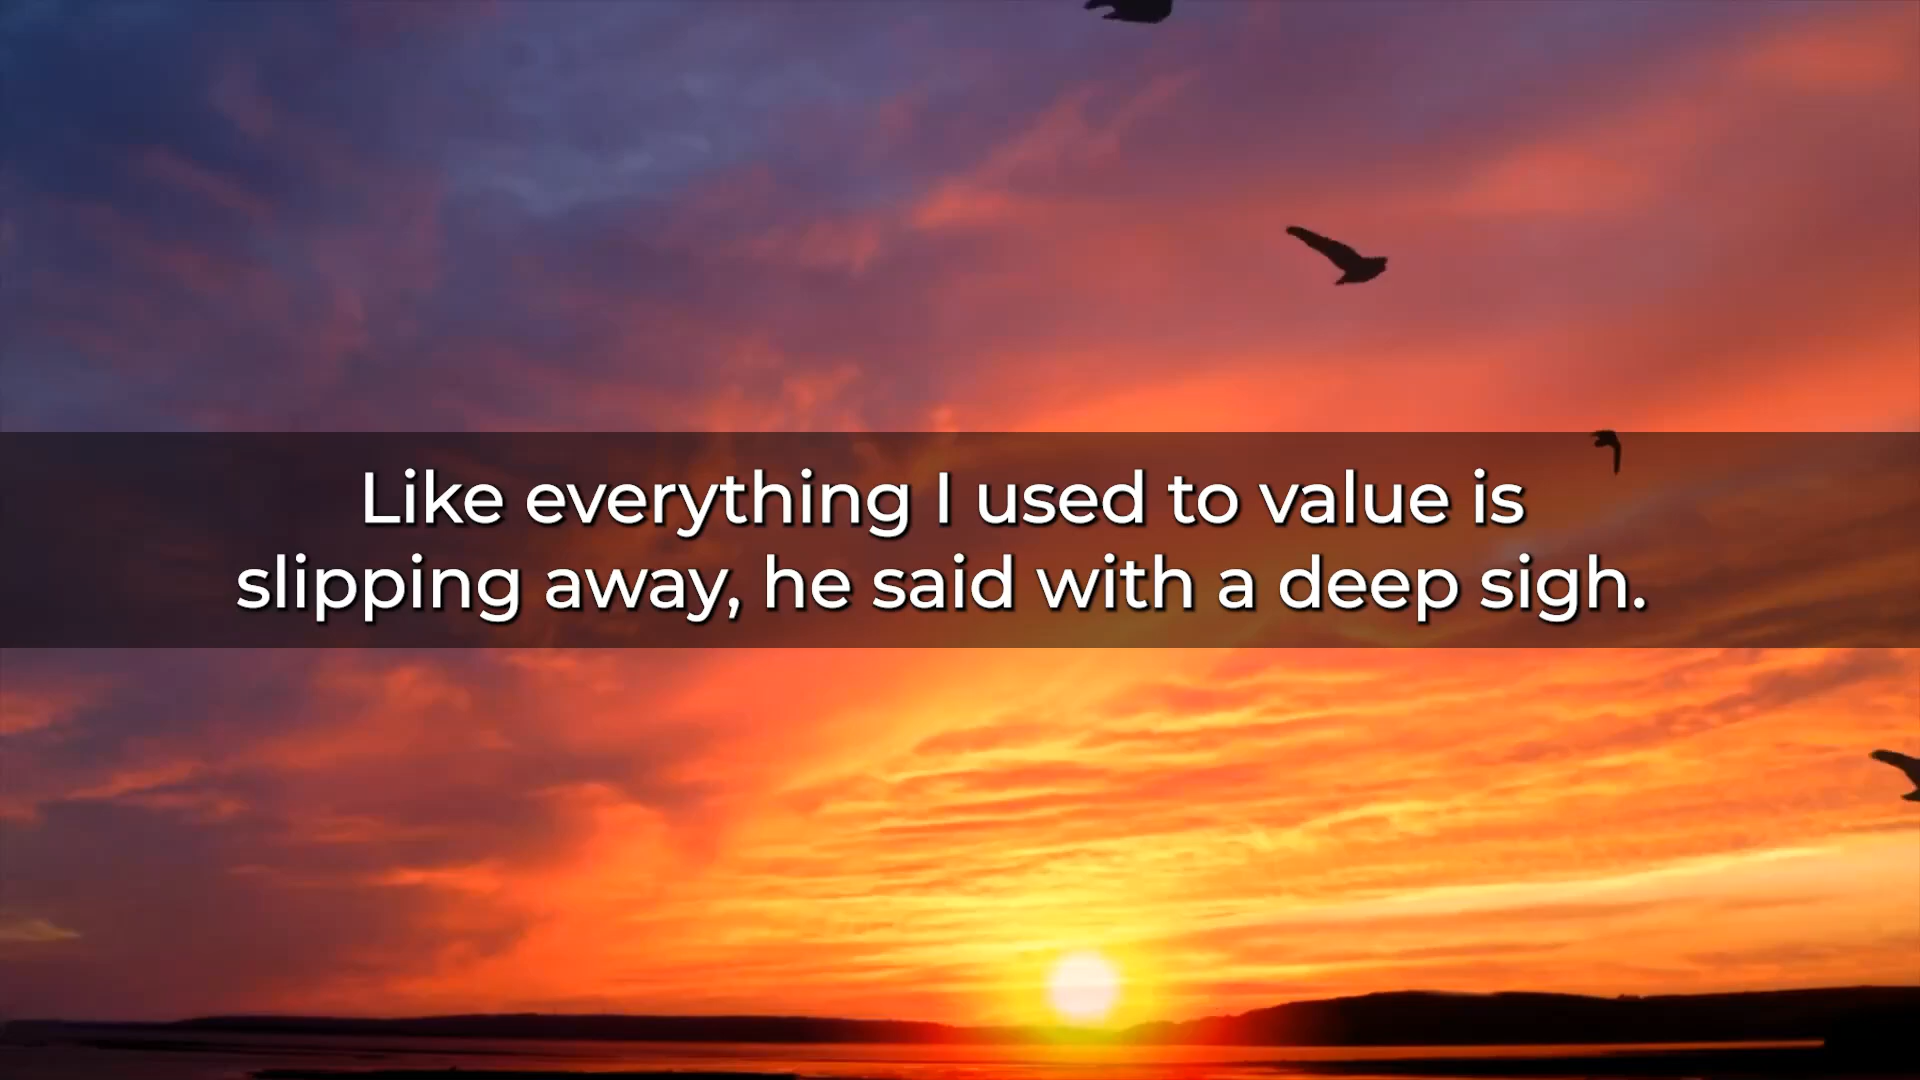 Like everything I used to value is
slipping away, he said with a deep sigh.